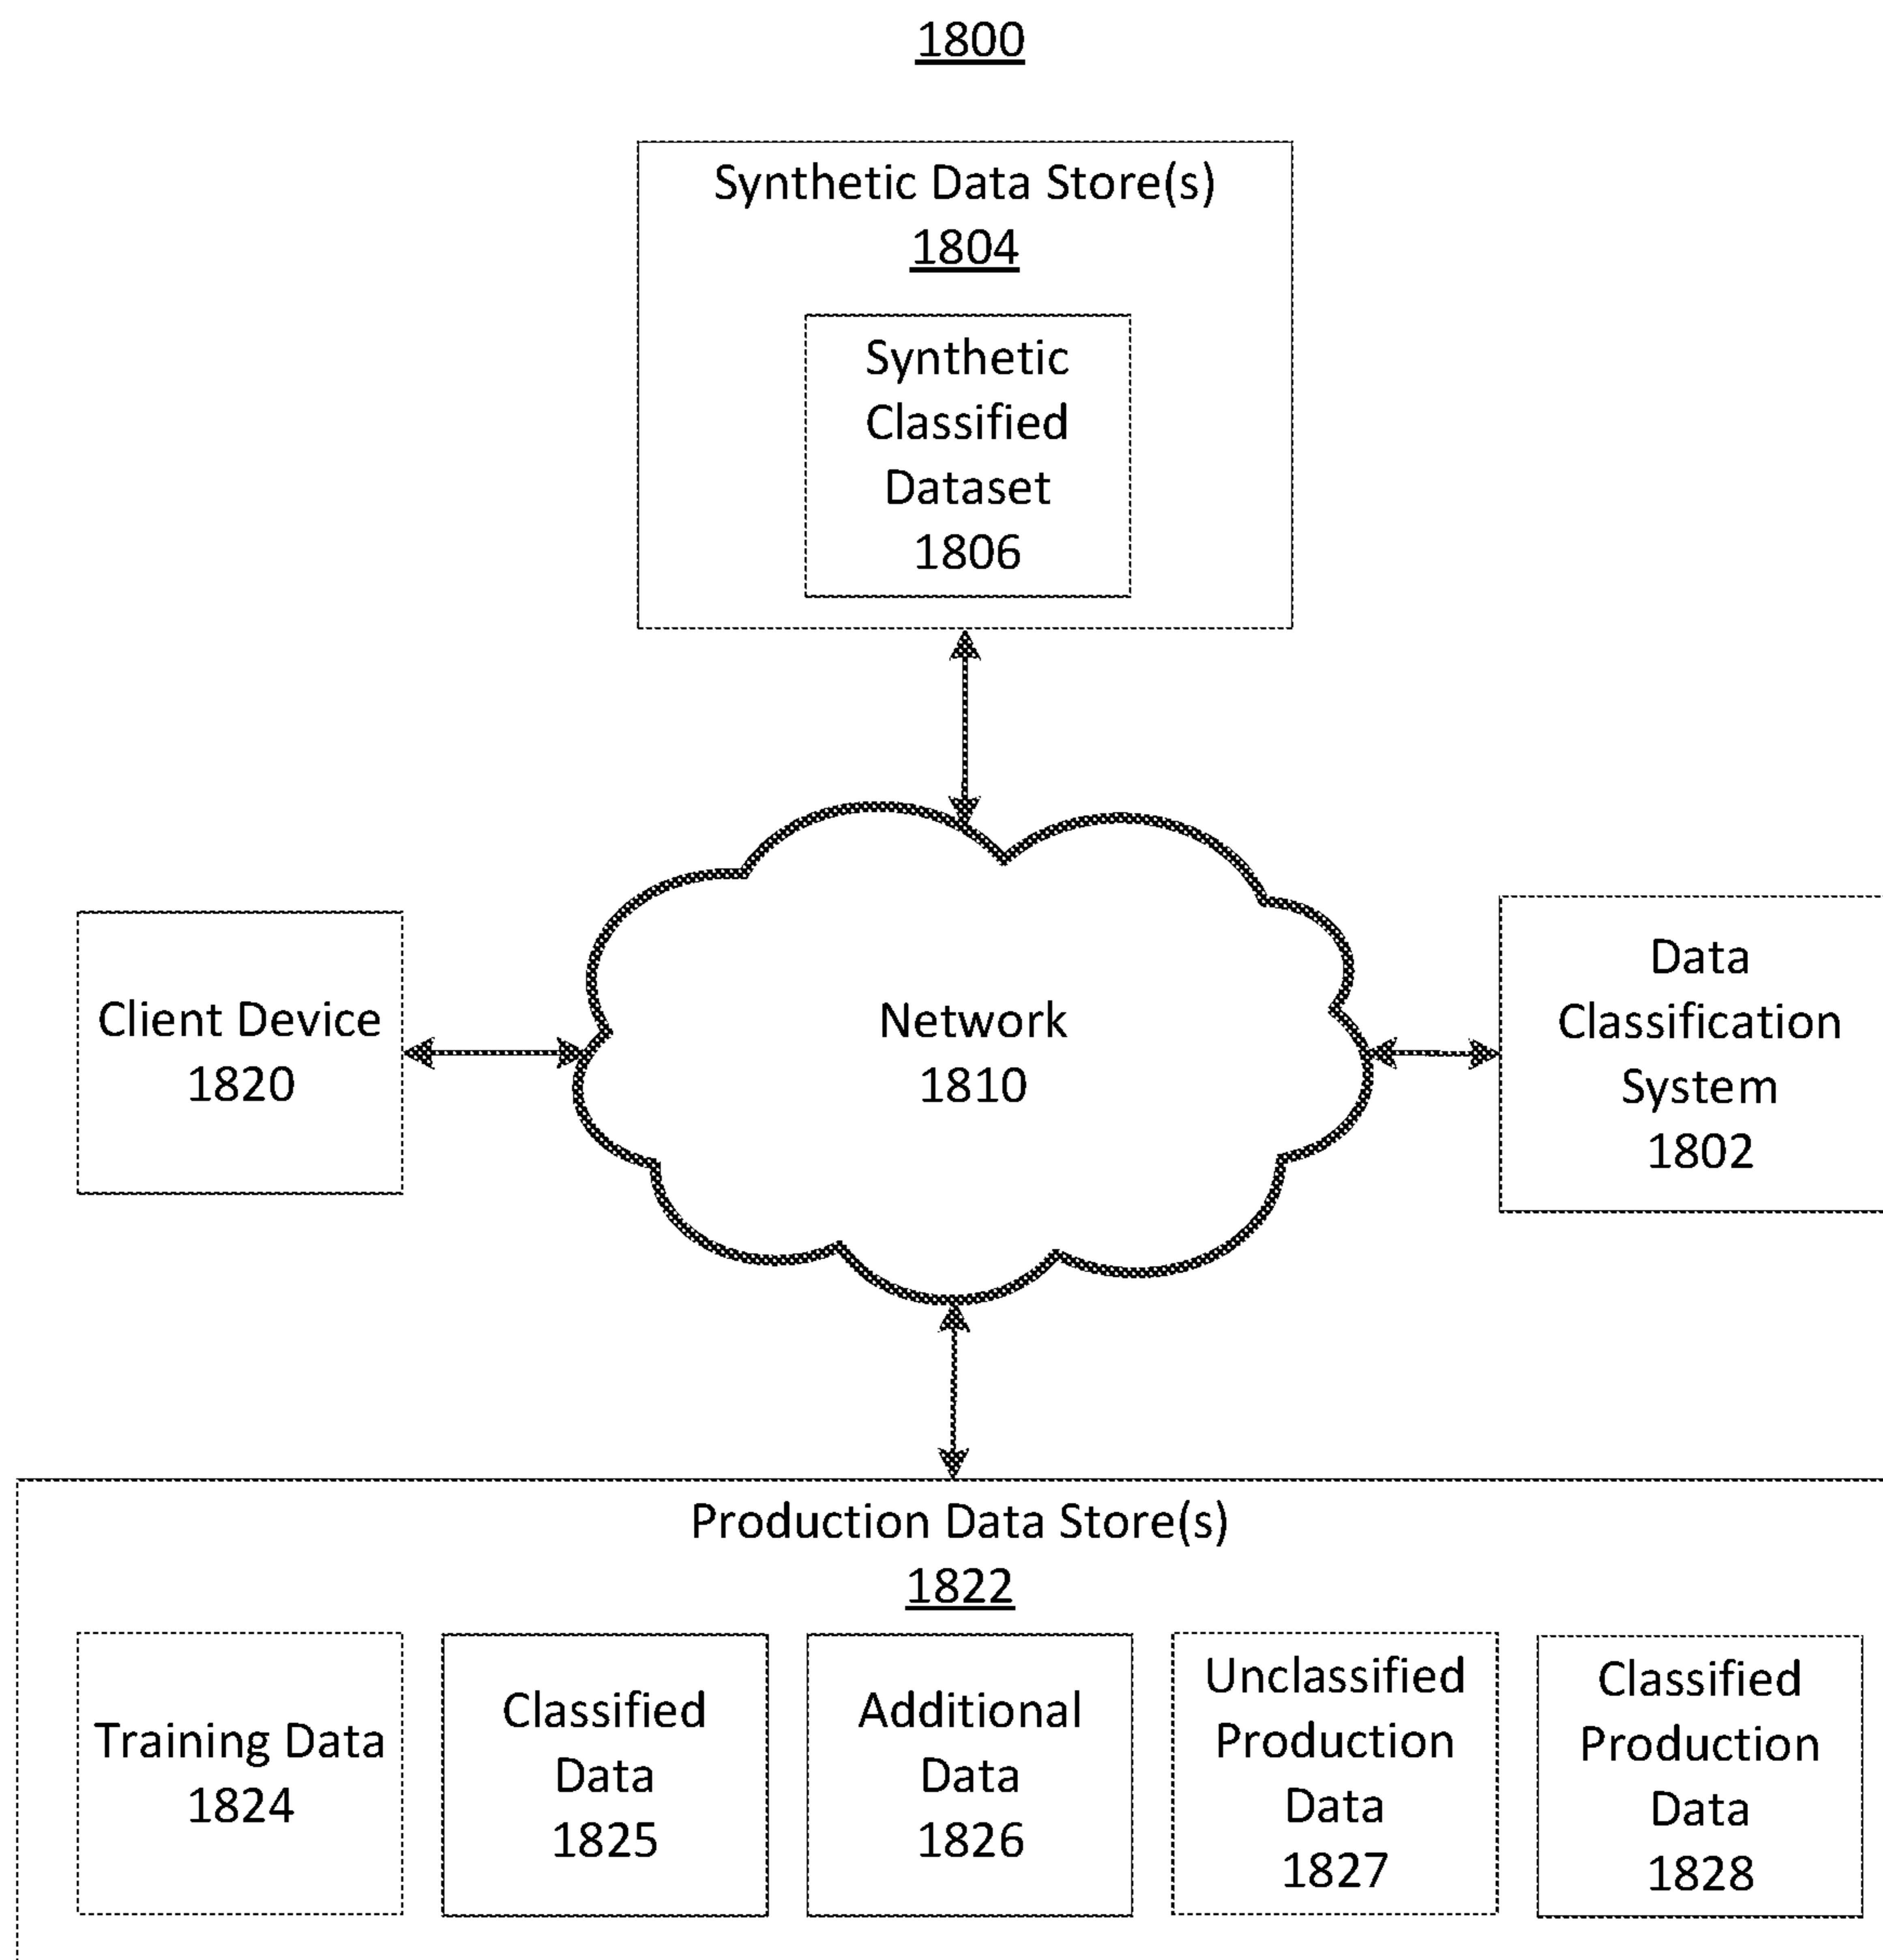 1800
Synthetic Data Store(s)
1804
Synthetic
Classified
Dataset
1806
Client Device
1820
Network
1810
Data
Classification
System
1802
Production Data Store(s)
1822
Training Data
1824
Classified
Data
1825
Additional
Data
1826
Unclassified
Production
Data
1827
Classified
Production
Data
1828